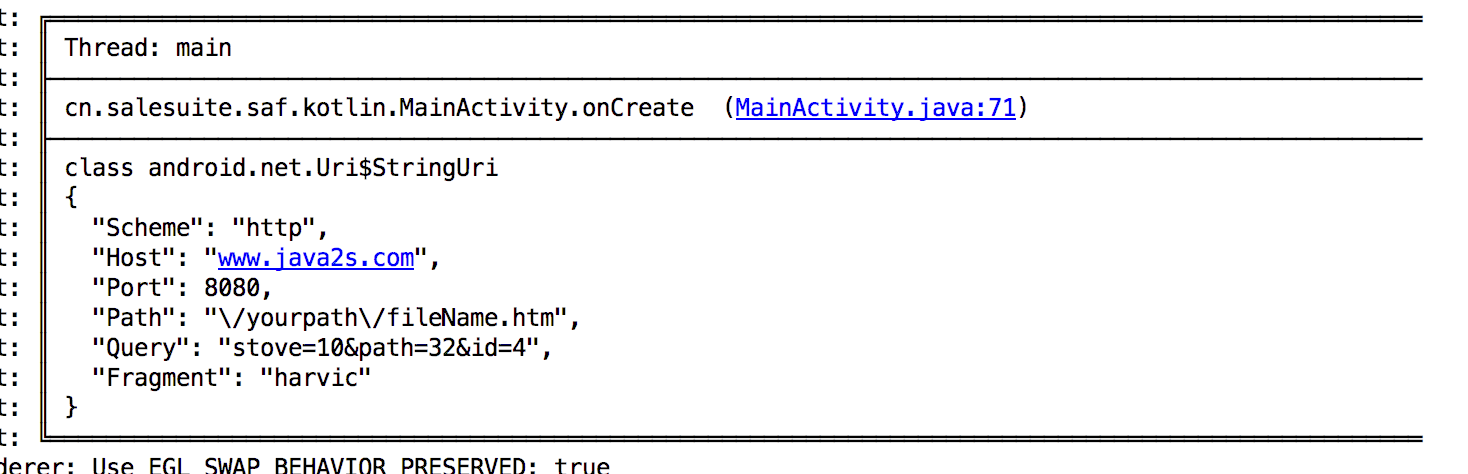 t:
t: Thread: main
t:
t: cn.salesuite.saf.kotlin.MainActivity.onCreate  (MainActivity.java:71)
t:
t: class android.net.Uri$StringUri
t: {
t:   "Scheme": "http",
t:   "Host": "www.java2s.com",
t:   "Port": 8080,
t:   "Path": "\/yourpath\/fileName.htm",
t:   "Query": "stove=10&path=32&id=4",
t:   "Fragment": "harvic"
t: }
t:
derer: Use EGL_SWAP_BEHAVIOR_PRESERVED: true